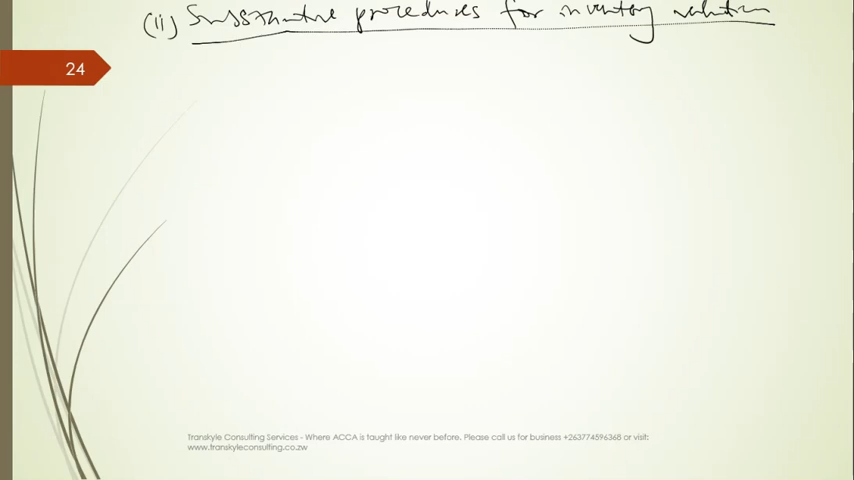 (ii) Substantive procedures for inventory valuation
24
Transkyle Consulting Services - Where ACCA is taught like never before. Please call us for business +263774596368 or visit:
www.transkyleconsulting.co.zw